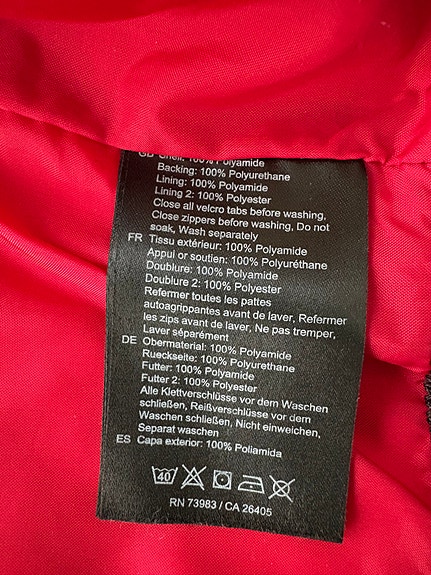 GD Shell: 100% Polyamide
Backing: 100% Polyurethane
Lining: 100% Polyamide
Lining 2: 100% Polyester
Close all velcro tabs before washing,
Close zippers before washing, Do not
soak, Wash separately
FR Tissu extérieur: 100% Polyamide
Appui or soutien: 100% Polyuréthane
Doublure: 100% Polyamide
Doublure 2: 100% Polyester
Refermer toutes les pattes
autoagrippantes avant de laver, Refermer
les zips avant de laver, Ne pas tremper,
Laver séparément
DE Obermaterial: 100% Polyamide
Rueckseite: 100% Polyurethan
Futter: 100% Polyamide
Futter 2: 100% Polyester
Alle Klettverschlüsse vor dem Waschen
schließen, Reißverschlüsse vor dem
Waschen schließen, Nicht einweichen,
Separat waschen
ES Capa exterior: 100% Poliamida
40
RN 73983 / CA 26405